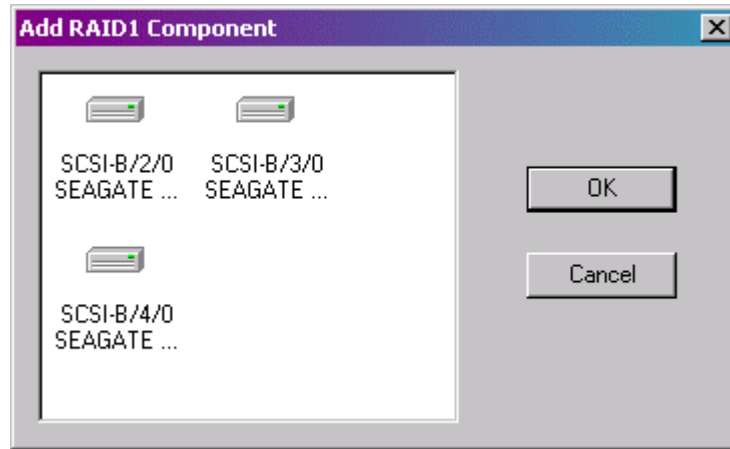 Add RAID1 Component
SCSI-B/2/0 SCSI-B/3/0
SEAGATE ... SEAGATE ...
OK
Cancel
SCSI-B/4/0
SEAGATE ...